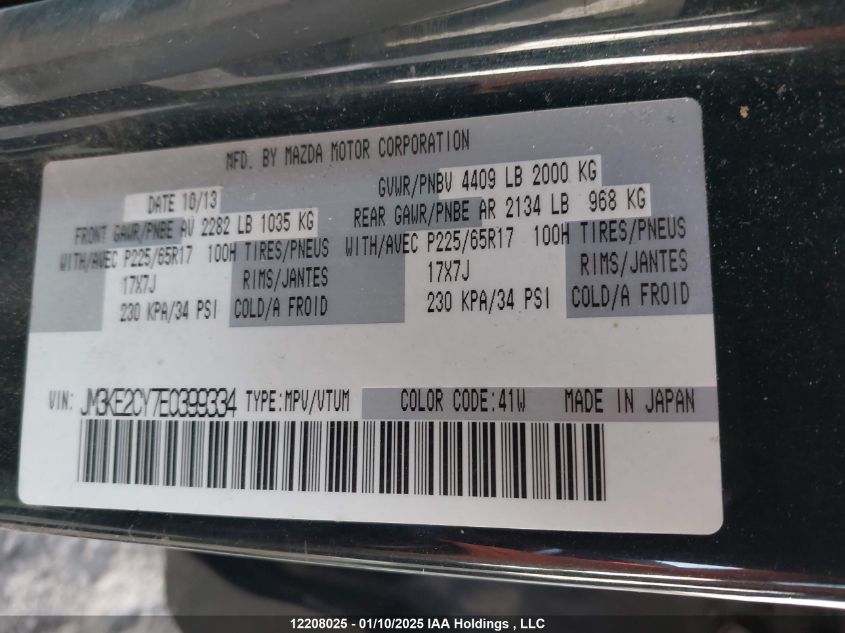 MFD. BY MAZDA MOTOR CORPORATION
DATE 10/13 GVWR/PNBV 4409 LB 2000 KG
FRONT GAWR/PNBE AV 2282 LB 1035 KG REAR GAWR/PNBE AR 2134 LB 968 KG
WITH/AVEC P225/65R17 100H TIRES/PNEUS WITH/AVEC P225/65R17 100H TIRES/PNEUS
17X7J RIMS/JANTES 17X7J RIMS/JANTES
230 KPA/34 PSI COLD/A FROID 230 KPA/34 PSI COLD/A FROID
VIN: JM3KE2CY7E0399334 TYPE:MPV/VTUM COLOR CODE:41W MADE IN JAPAN
12208025 - 01/10/2025 IAA Holdings , LLC